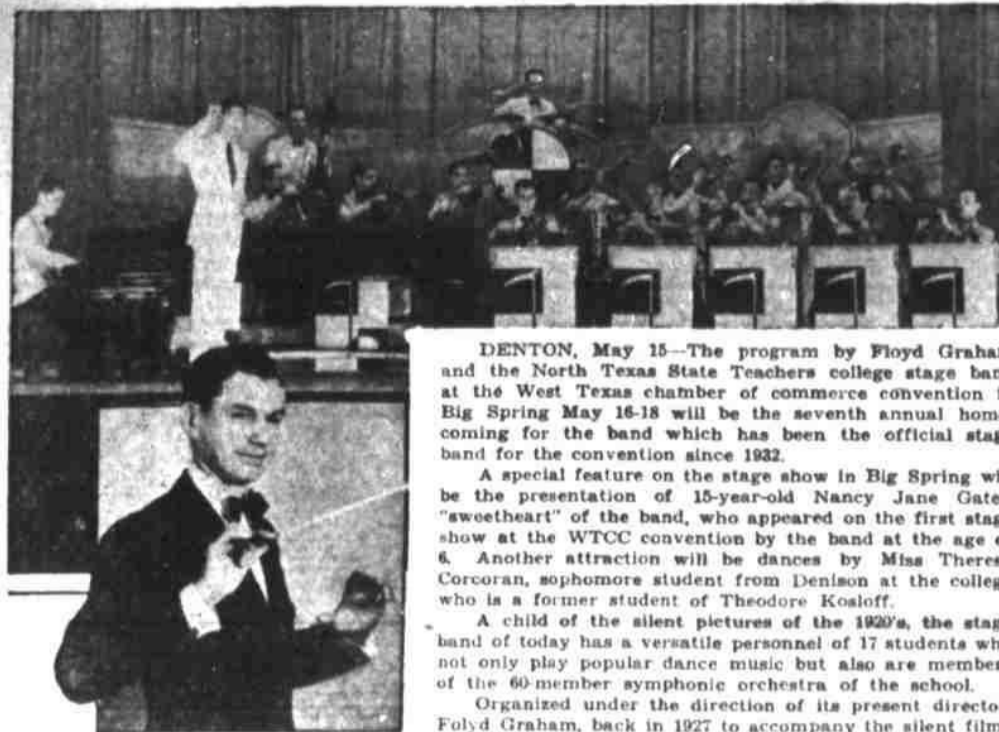 DENTON, May 15—The program by Floyd Graha
and the North Texas State Teachers college stage ban
at the West Texas chamber of commerce convention
Big Spring May 16-18 will be the seventh annual hom
coming for the band which has been the official stag
band for the convention since 1932.
A special feature on the stage show in Big Spring wi
be the presentation of 15-year-old Nancy Jane Gate
"sweetheart" of the band, who appeared on the first stag
show at the WTCC convention by the band at the age
6. Another attraction will be dances by Miss Theres
Corcoran, sophomore student from Denison at the colleg
who is a former student of Theodore Kosloff.
A child of the silent pictures of the 1920's, the stag
band of today has a versatile personnel of 17 students wh
not only play popular dance music but also are member
of the 60-member symphonic orchestra of the school.
Organized under the direction of its present directo
Folyd Graham, back in 1927 to accompany the silent film